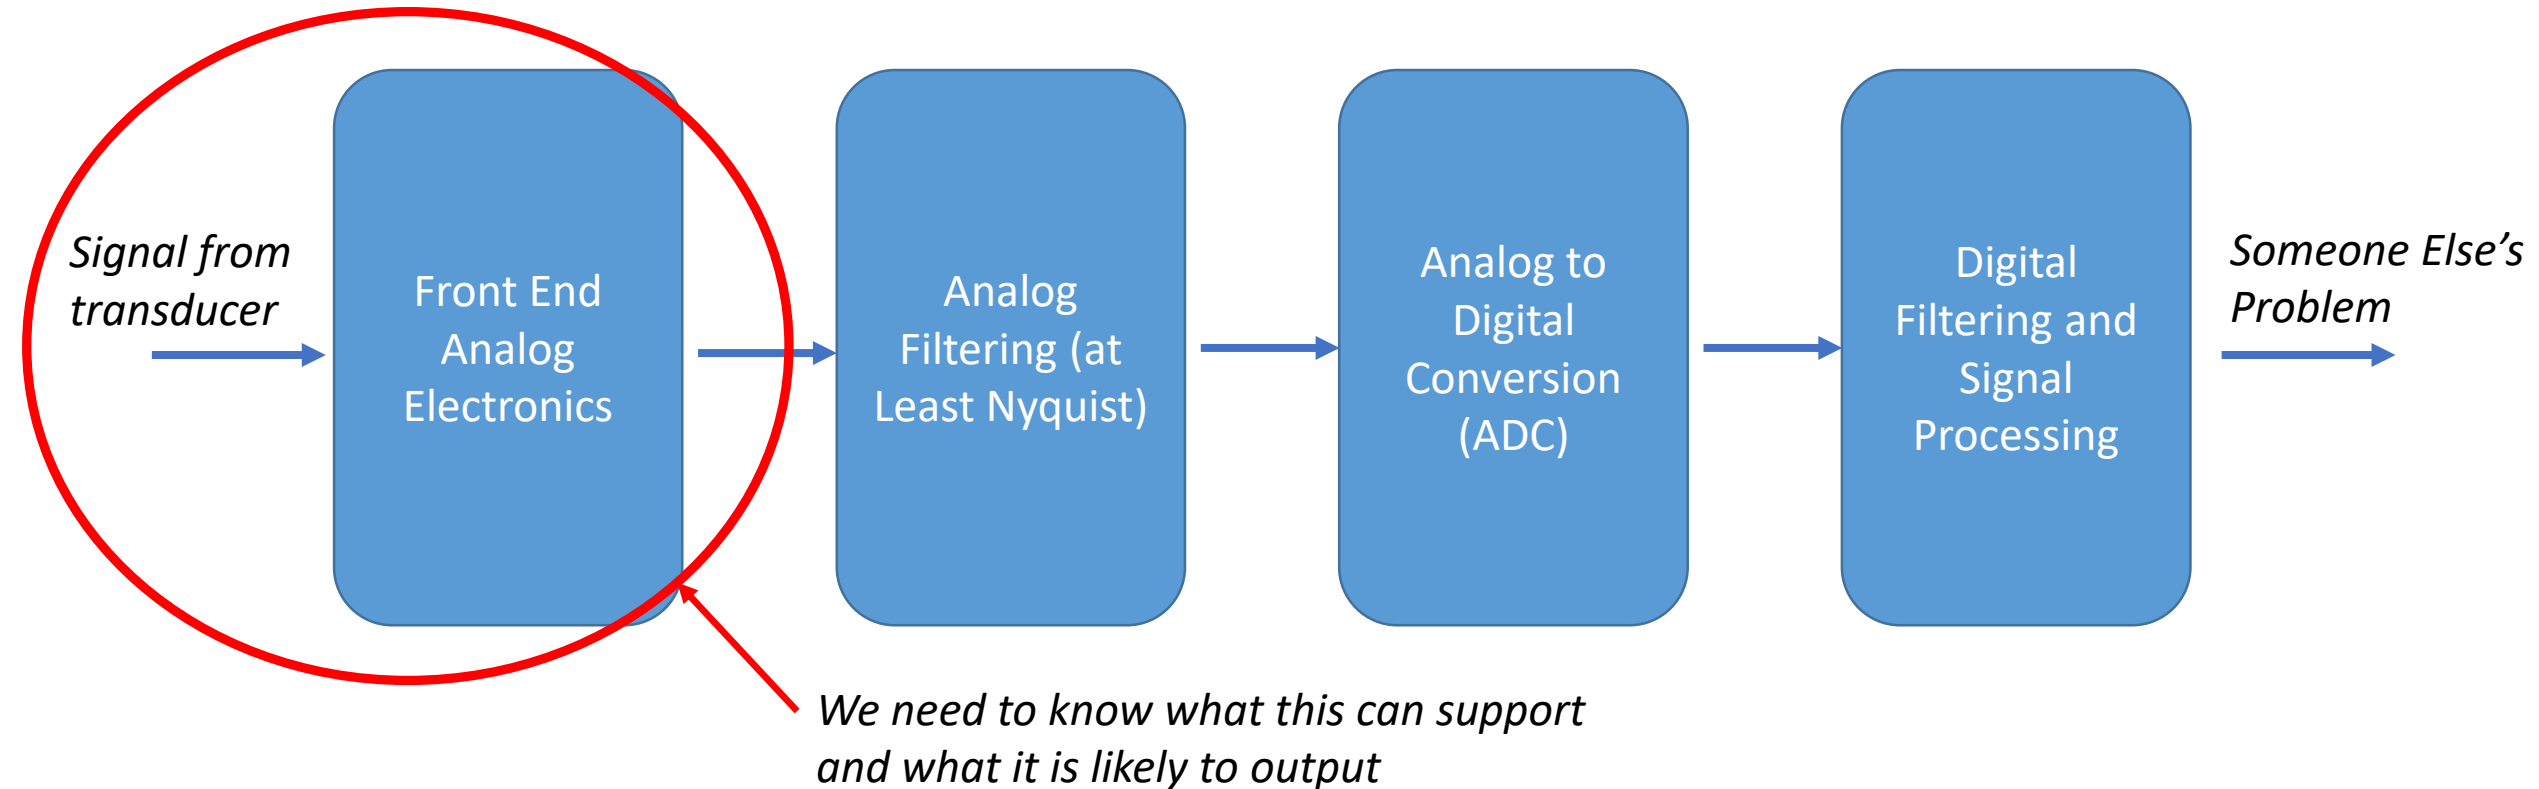 Signal from
transducer
Front End
Analog
Electronics
Analog
Filtering (at
Least Nyquist)
Analog to
Digital
Conversion
(ADC)
Digital
Filtering and
Signal
Processing
Someone Else’s
Problem
We need to know what this can support
and what it is likely to output